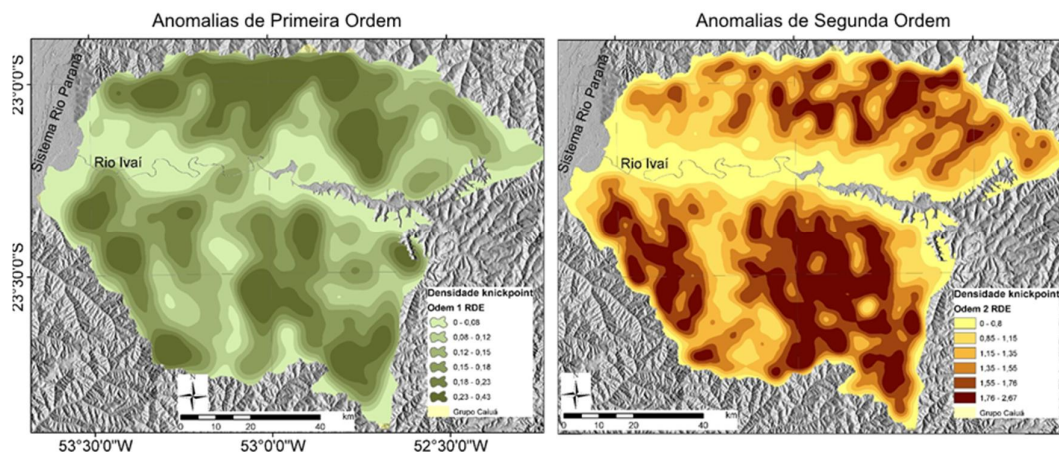 Anomalias de Primeira Ordem
Sistema Rio Paraná
Rio Ivaí
23°0'0"S
23°30'0"S
53°30'0"W
53°0'0"W
52°30'0"W
Densidade knickpoint
Odem 1 RDE
0 - 0,08
0,08 - 0,12
0,12 - 0,15
0,15 - 0,18
0,18 - 0,23
0,23 - 0,43
Grupo Caiuá
0 10 20 40
km
Anomalias de Segunda Ordem
Sistema Rio Paraná
Rio Ivaí
Densidade knickpoint
Odem 2 RDE
0 - 0,8
0,85 - 1,15
1,15 - 1,35
1,35 - 1,55
1,55 - 1,76
1,76 - 2,67
Grupo Caiuá
0 10 20 40
km